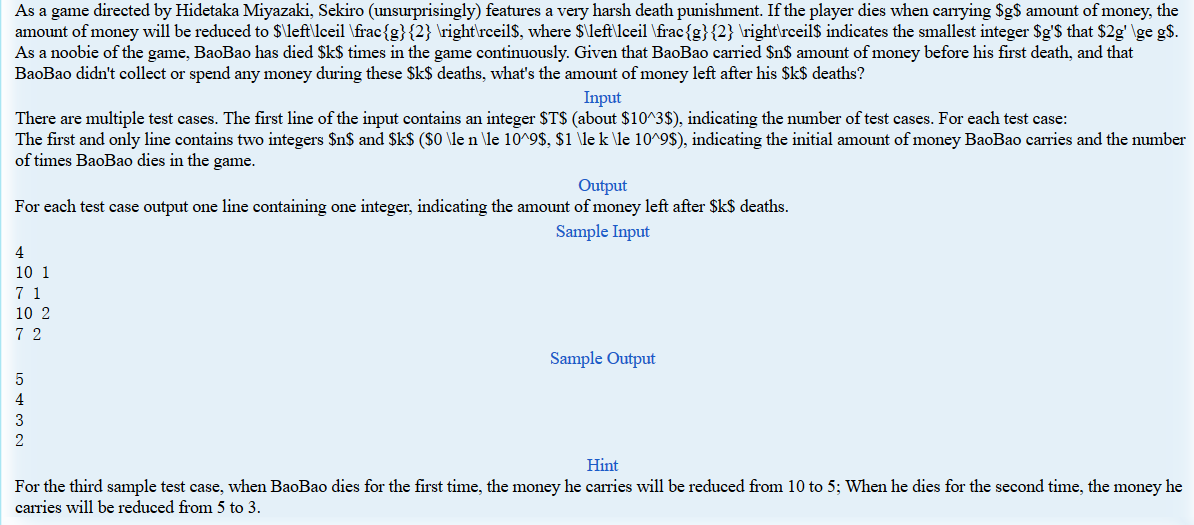 As a game directed by Hidetaka Miyazaki, Sekiro (unsurprisingly) features a very harsh death punishment. If the player dies when carrying $g$ amount of money, the
amount of money will be reduced to $\left\lceil \frac{g}{2} \right\rceil$, where $\left\lceil \frac{g}{2} \right\rceil$ indicates the smallest integer $g'$ that $2g' \ge g$.
As a noobie of the game, BaoBao has died $k$ times in the game continuously. Given that BaoBao carried $n$ amount of money before his first death, and that
BaoBao didn't collect or spend any money during these $k$ deaths, what's the amount of money left after his $k$ deaths?
Input
There are multiple test cases. The first line of the input contains an integer $T$ (about $10^3$), indicating the number of test cases. For each test case:
The first and only line contains two integers $n$ and $k$ ($0 \le n \le 10^9$, $1 \le k \le 10^9$), indicating the initial amount of money BaoBao carries and the number
of times BaoBao dies in the game.
Output
For each test case output one line containing one integer, indicating the amount of money left after $k$ deaths.
Sample Input
4
10 1
7 1
10 2
7 2
Sample Output
5
4
3
2
Hint
For the third sample test case, when BaoBao dies for the first time, the money he carries will be reduced from 10 to 5; When he dies for the second time, the money he
carries will be reduced from 5 to 3.